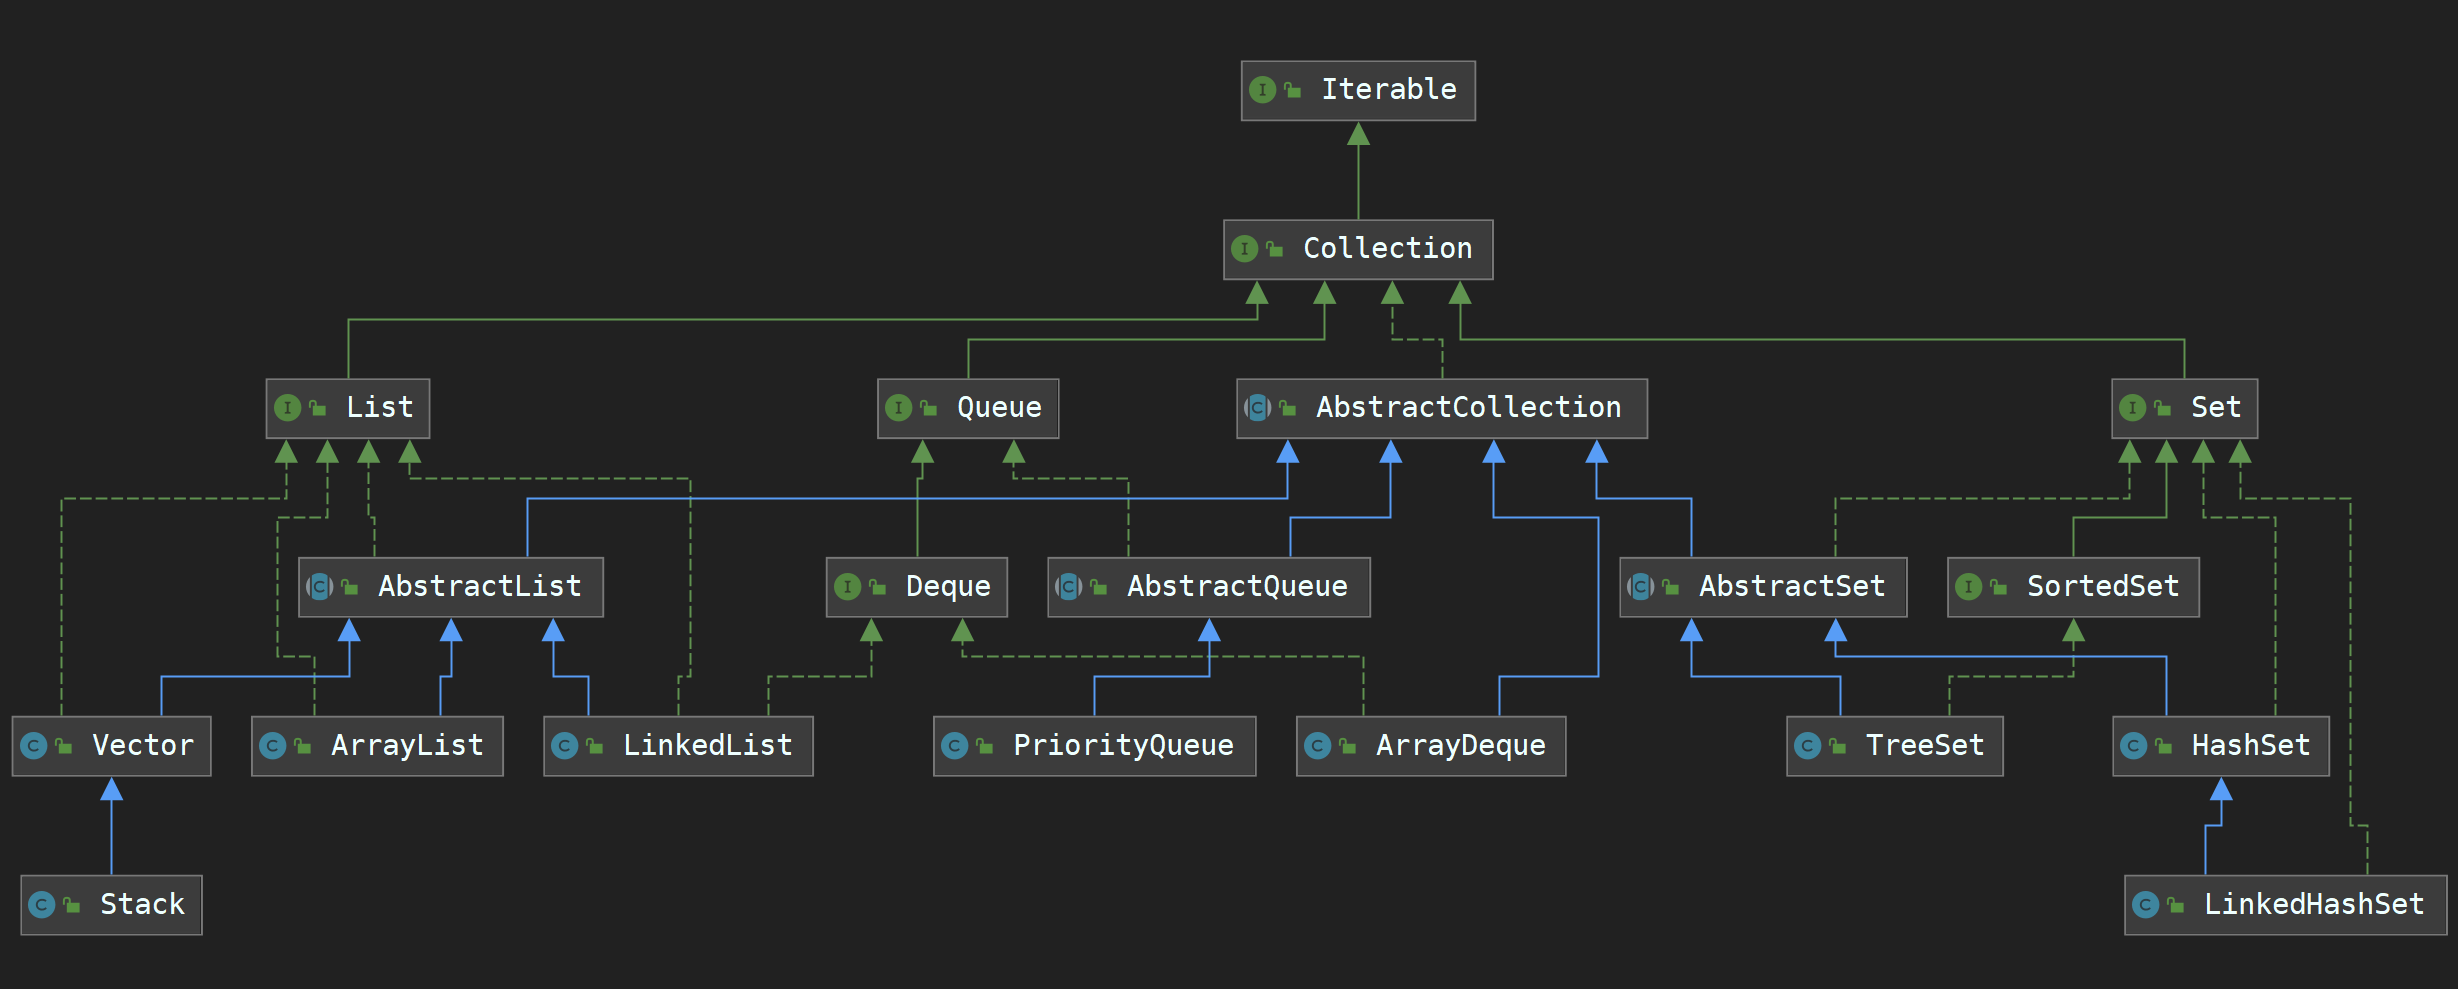 Iterable
Collection
List
Queue
AbstractCollection
Set
AbstractList
Deque
AbstractQueue
AbstractSet
SortedSet
Vector
ArrayList
LinkedList
PriorityQueue
ArrayDeque
TreeSet
HashSet
Stack
LinkedHashSet